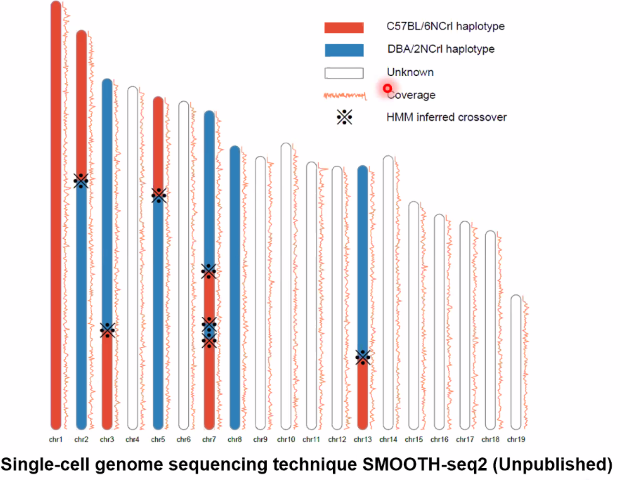 C57BL/6NCrl haplotype
DBA/2NCrl haplotype
Unknown
Coverage
HMM inferred crossover
chr1 chr2 chr3 chr4 chr5 chr6 chr7 chr8 chr9 chr10 chr11 chr12 chr13 chr14 chr15 chr16 chr17 chr18 chr19
Single-cell genome sequencing technique SMOOTH-seq2 (Unpublished)